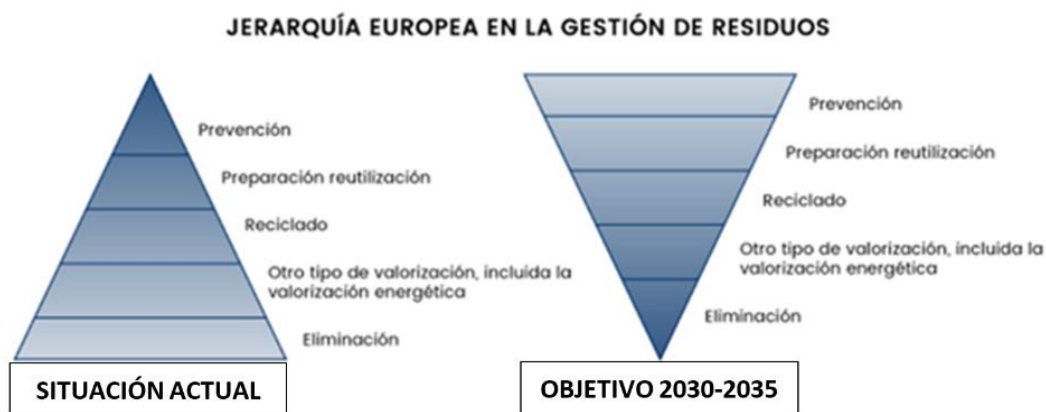 JERARQUÍA EUROPEA EN LA GESTIÓN DE RESIDUOS
Prevención
Preparación reutilización
Reciclado
Otro tipo de valorización, incluida la
valorización energética
Eliminación
SITUACIÓN ACTUAL
Prevención
Preparación reutilización
Reciclado
Otro tipo de valorización, incluida la
valorización energética
Eliminación
OBJETIVO 2030-2035